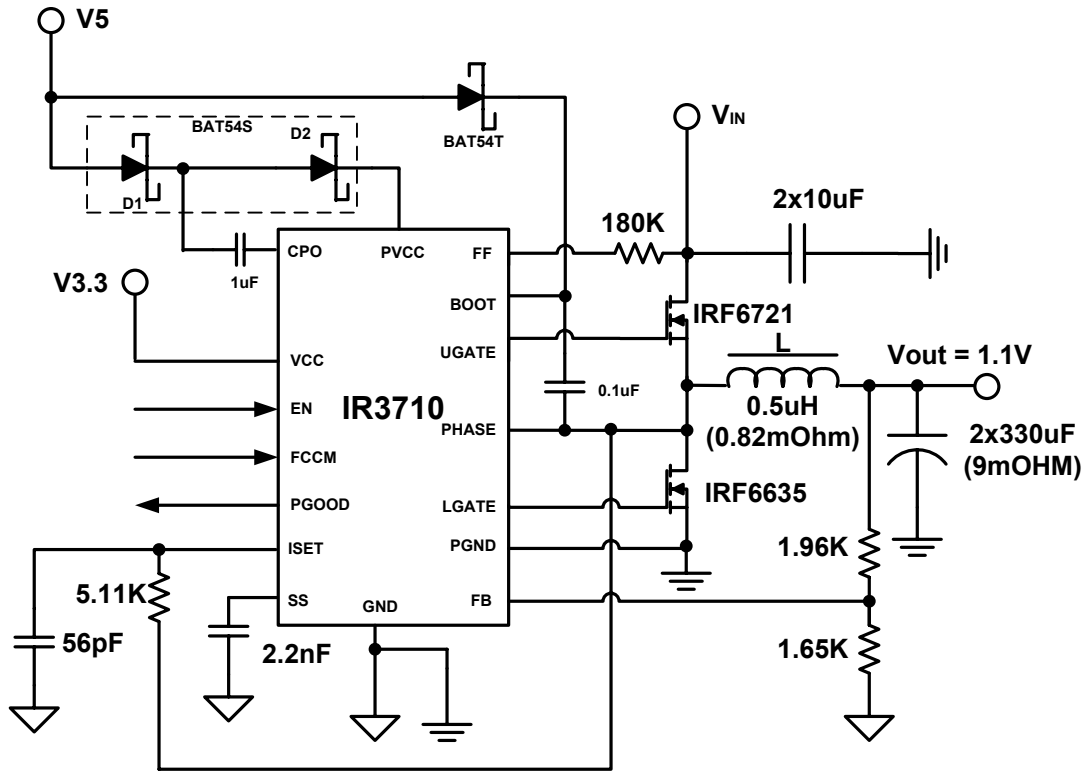 V5
BAT54S
D2
BAT54T
VIN
D1
2x10uF
180K
CPO
PVCC
FF
1uF
V3.3
BOOT
IRF6721
UGATE
L
Vout = 1.1V
VCC
0.1uF
EN
IR3710
0.5uH
(0.82mOhm)
PHASE
2x330uF
(9mOHM)
FCCM
IRF6635
PGOOD
LGATE
ISET
PGND
1.96K
5.11K
SS
GND
FB
56pF
2.2nF
1.65K